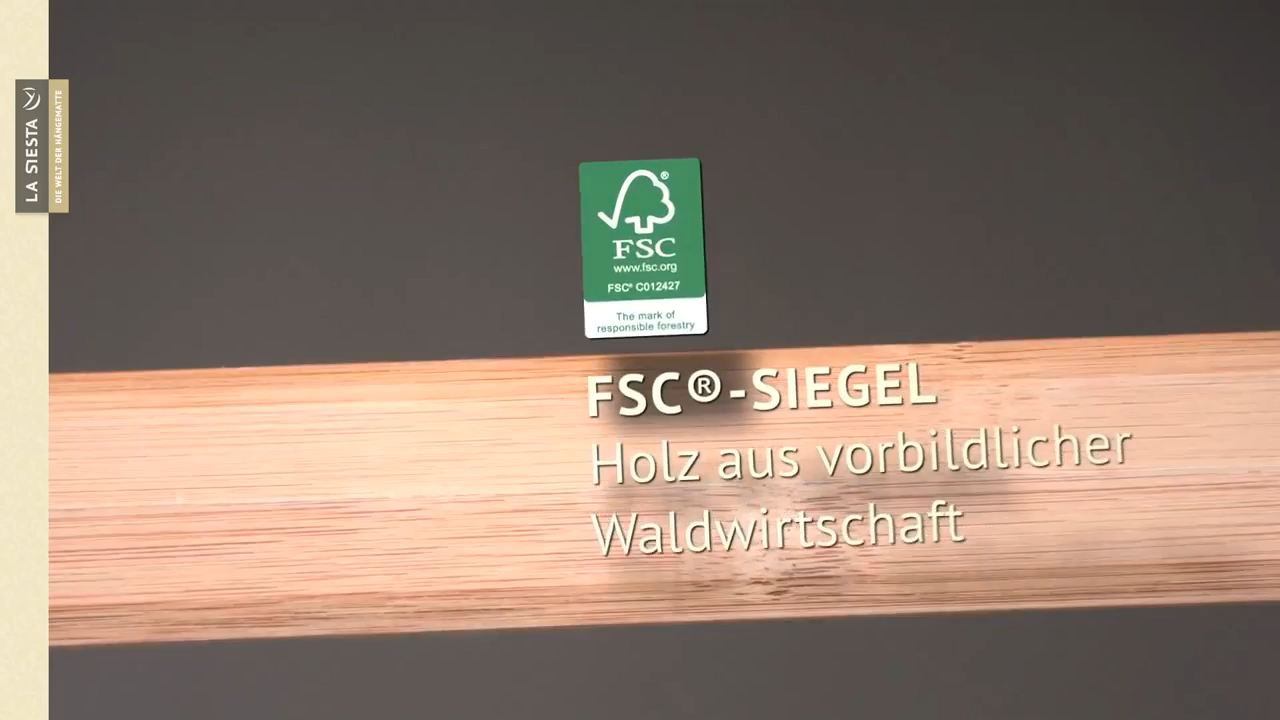 LA SIESTA
DIE WELT DER HÄNGEMATTE
FSC
www.fsc.org
FSC® C012427
The mark of
responsible forestry
FSC®-SIEGEL
Holz aus vorbildlicher
Waldwirtschaft